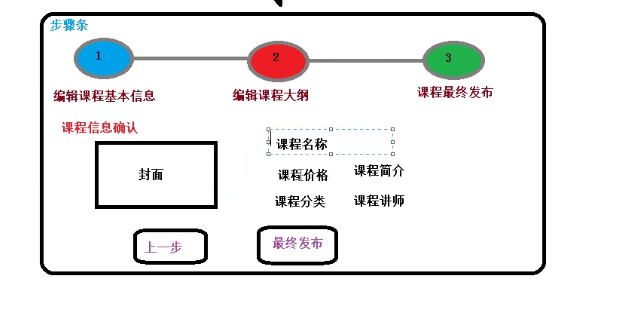 步骤条
1 2 3
编辑课程基本信息 编辑课程大纲 课程最终发布
课程信息确认
封面
课程名称
课程价格 课程简介
课程分类 课程讲师
上一步 最终发布